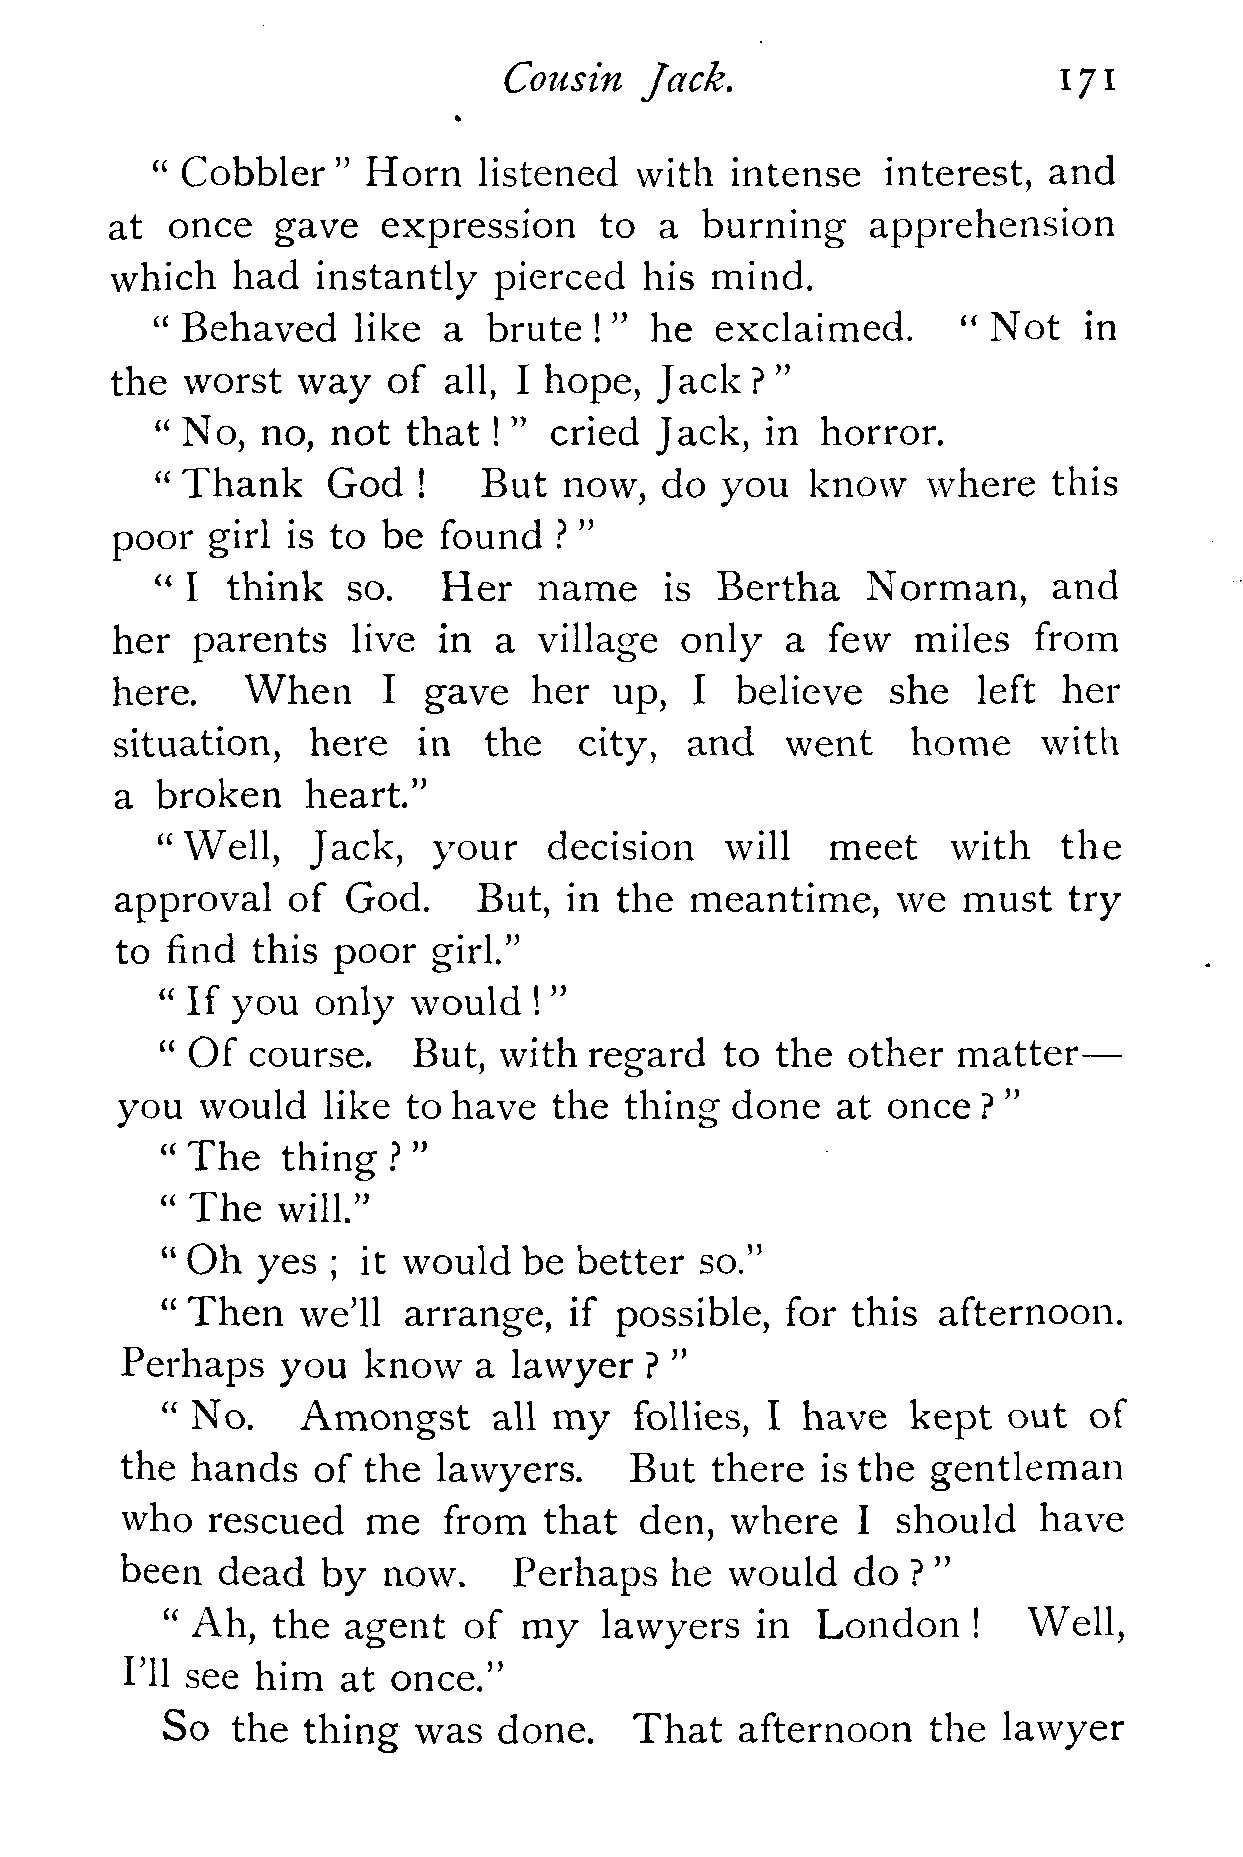 Cousin Jack. 171
" Cobbler " Horn listened with intense interest, and
at once gave expression to a burning apprehension
which had instantly pierced his mind.
" Behaved like a brute ! " he exclaimed. " Not in
the worst way of all, I hope, Jack ? "
" No, no, not that ! " cried Jack, in horror.
" Thank God ! But now, do you know where this
poor girl is to be found ? "
" I think so. Her name is Bertha Norman, and
her parents live in a village only a few miles from
here. When I gave her up, I believe she left her
situation, here in the city, and went home with
a broken heart."
" Well, Jack, your decision will meet with the
approval of God. But, in the meantime, we must try
to find this poor girl."
" If you only would ! "
" Of course. But, with regard to the other matter—
you would like to have the thing done at once ? "
" The thing ? "
" The will."
" Oh yes ; it would be better so."
" Then we'll arrange, if possible, for this afternoon.
Perhaps you know a lawyer ? "
" No. Amongst all my follies, I have kept out of
the hands of the lawyers. But there is the gentleman
who rescued me from that den, where I should have
been dead by now. Perhaps he would do ? "
" Ah, the agent of my lawyers in London ! Well,
I'll see him at once."
So the thing was done. That afternoon the lawyer